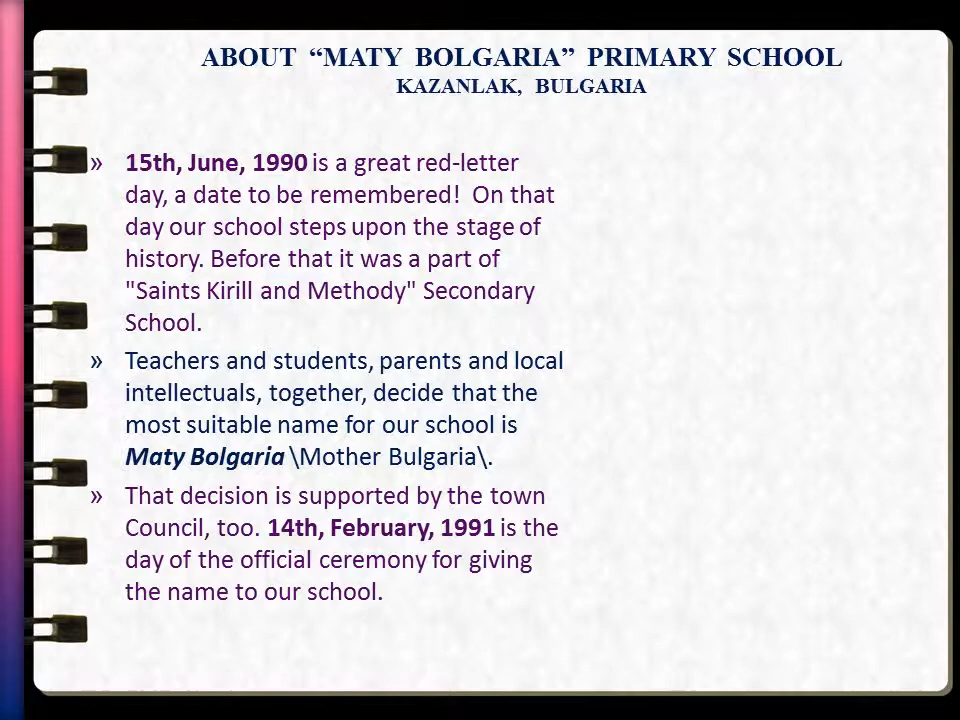 ABOUT “MATY BOLGARIA” PRIMARY SCHOOL
KAZANLAK, BULGARIA
» 15th, June, 1990 is a great red-letter
day, a date to be remembered! On that
day our school steps upon the stage of
history. Before that it was a part of
"Saints Kirill and Methody" Secondary
School.
» Teachers and students, parents and local
intellectuals, together, decide that the
most suitable name for our school is
Maty Bolgaria \Mother Bulgaria\.
» That decision is supported by the town
Council, too. 14th, February, 1991 is the
day of the official ceremony for giving
the name to our school.